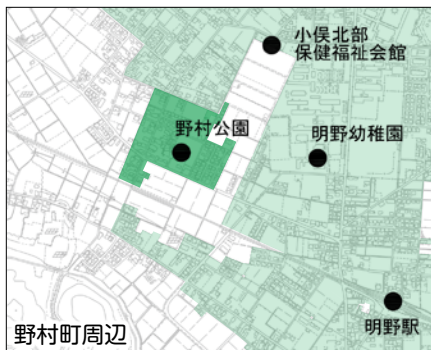 小俣北部
保健福祉会館
野村公園
明野幼稚園
明野駅
野村町周辺